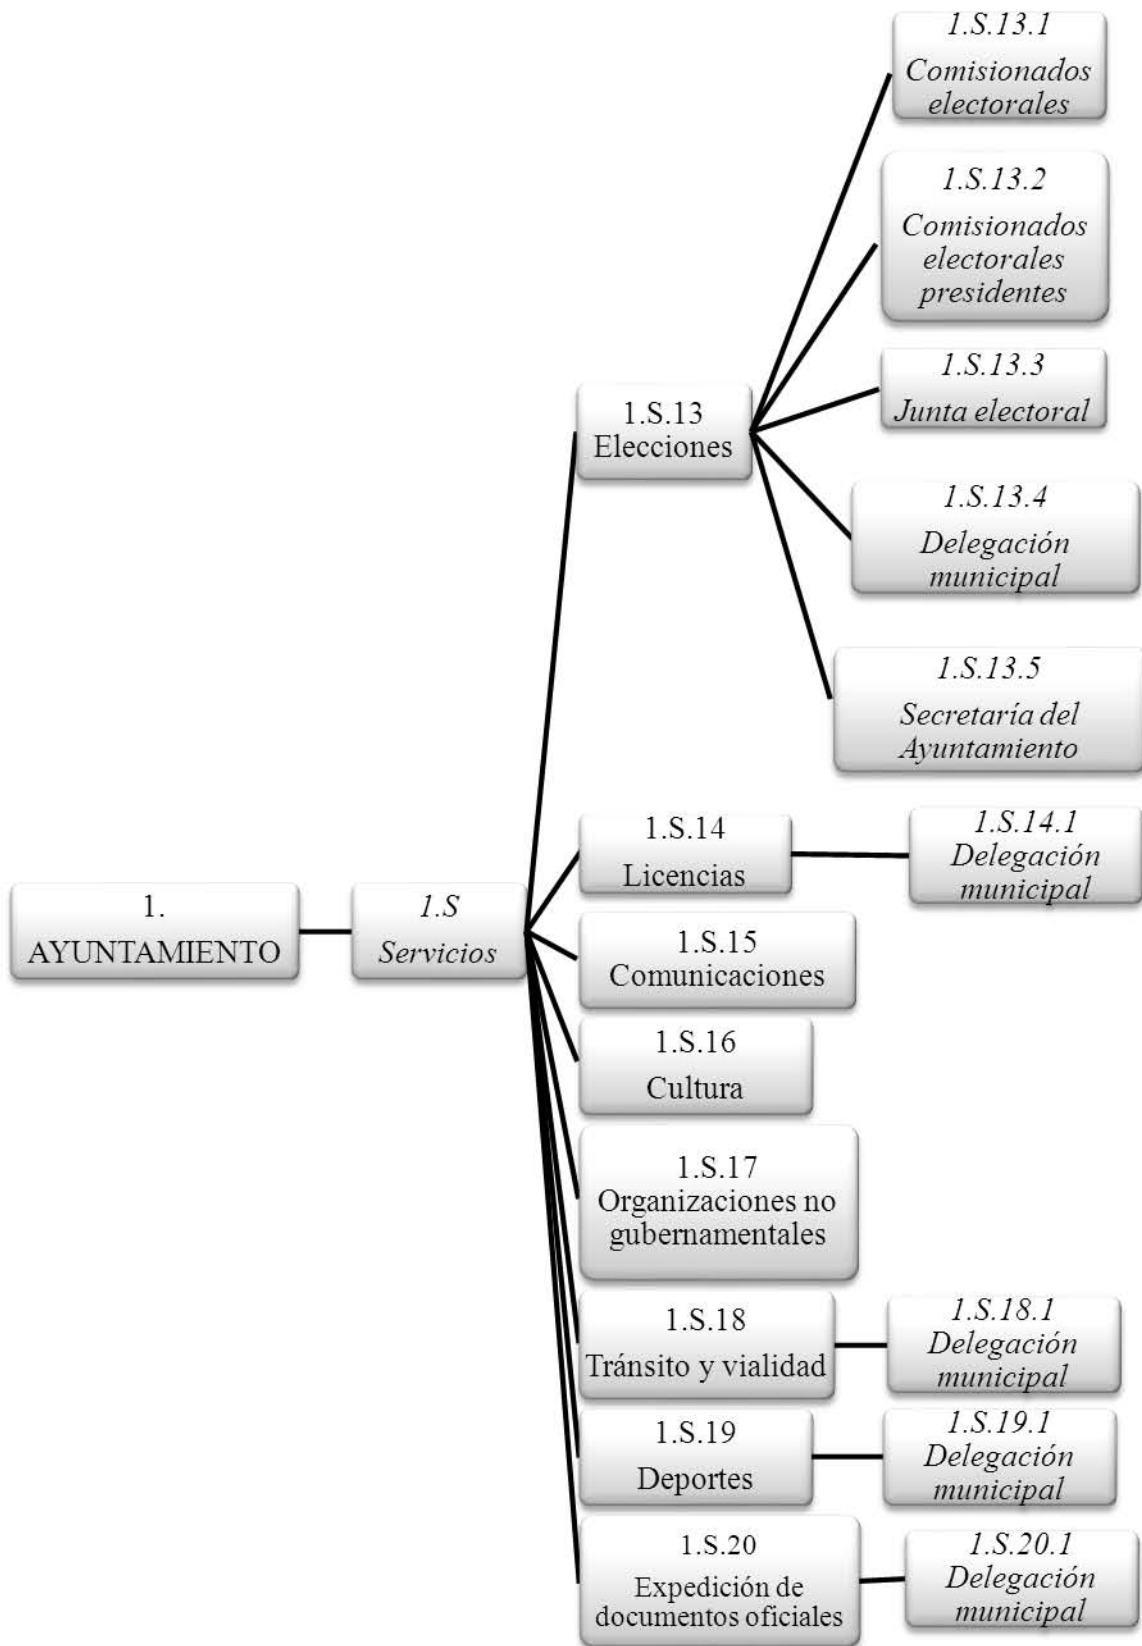 1.
AYUNTAMIENTO
1.S
Servicios
1.S.13
Elecciones
1.S.13.1
Comisionados
electorales
1.S.13.2
Comisionados
electorales
presidentes
1.S.13.3
Junta electoral
1.S.13.4
Delegación
municipal
1.S.13.5
Secretaría del
Ayuntamiento
1.S.14
Licencias
1.S.14.1
Delegación
municipal
1.S.15
Comunicaciones
1.S.16
Cultura
1.S.17
Organizaciones no
gubernamentales
1.S.18
Tránsito y vialidad
1.S.18.1
Delegación
municipal
1.S.19
Deportes
1.S.19.1
Delegación
municipal
1.S.20
Expedición de
documentos oficiales
1.S.20.1
Delegación
municipal